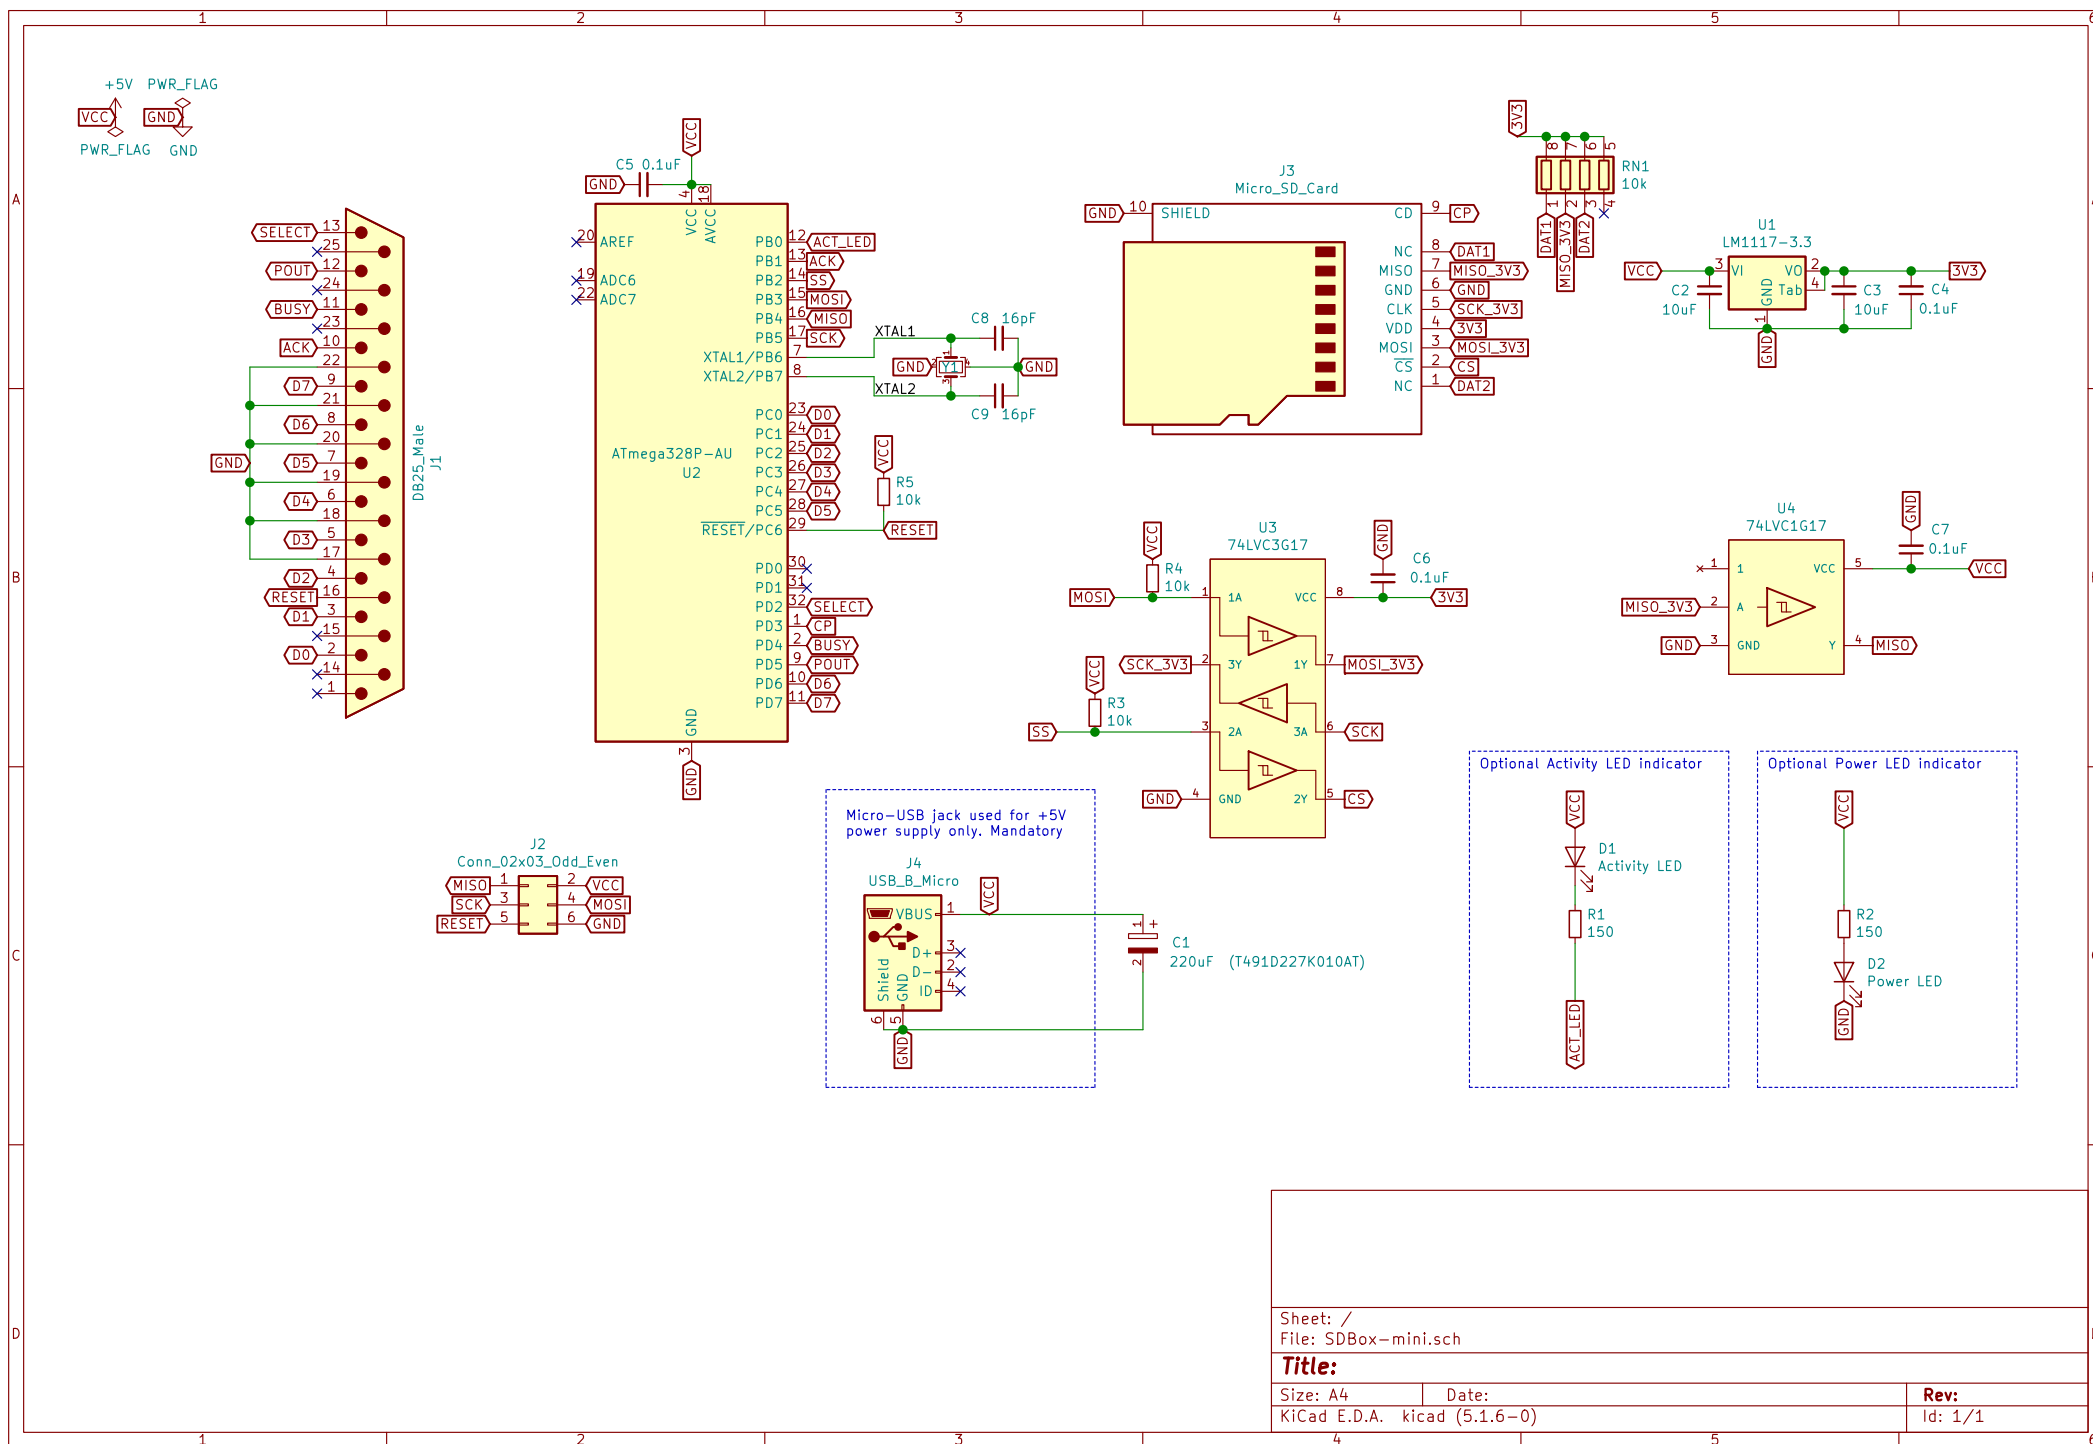 1 2 3 4 5 6
A
B
C
D
+5V PWR_FLAG
VCC GND
PWR_FLAG GND
SELECT 13
25
POUT 12
24
BUSY 11
23
ACK 10
22
D7 9
21
D6 8
20
GND D5 7
19
D4 6
18
D3 5
17
D2 4
RESET 16
D1 3
15
D0 2
14
1
DB25_Male
J1
VCC
C5 0.1uF
GND
4 18
VCC AVCC
20 AREF
19 ADC6
22 ADC7
PB0 12 ACT_LED
PB1 13 ACK
PB2 14 SS
PB3 15 MOSI
PB4 16 MISO
PB5 17 SCK
XTAL1/PB6 7
XTAL2/PB7 8
PC0 23 D0
PC1 24 D1
PC2 25 D2
PC3 26 D3
PC4 27 D4
PC5 28 D5
RESET/PC6 29 RESET
PD0 30
PD1 31
PD2 32 SELECT
PD3 1 CP
PD4 2 BUSY
PD5 9 POUT
PD6 10 D6
PD7 11 D7
ATmega328P-AU
U2
GND
3
GND
XTAL1
C8 16pF
GND 2 Y1 4 GND
1
3
XTAL2
C9 16pF
VCC
R5
10k
J3
Micro_SD_Card
GND 10 SHIELD
CD 9 CP
NC 8 DAT1
MISO 7 MISO_3V3
GND 6 GND
CLK 5 SCK_3V3
VDD 4 3V3
MOSI 3 MOSI_3V3
CS 2 CS
NC 1 DAT2
3V3
8 7 6 5
RN1
10k
1 2 3 4
DAT1 MISO_3V3 DAT2
U1
LM1117-3.3
VCC 3 VI VO 2 3V3
Tab 4
GND
1
GND
C2
10uF
C3
10uF
C4
0.1uF
U3
74LVC3G17
VCC
R4
10k
MOSI 1 1A
VCC 8 3V3
GND
C6
0.1uF
SCK_3V3 2 3Y
1Y 7 MOSI_3V3
VCC
R3
10k
SS 3 2A
3A 6 SCK
GND 4 GND
2Y 5 CS
U4
74LVC1G17
GND
C7
0.1uF
1 1
VCC 5 VCC
MISO_3V3 2 A
GND 3 GND
Y 4 MISO
J2
Conn_02x03_Odd_Even
MISO 1 2 VCC
SCK 3 4 MOSI
RESET 5 6 GND
Micro-USB jack used for +5V
power supply only. Mandatory
J4
USB_B_Micro
VCC
VBUS 1
D+ 3
D- 2
ID 4
Shield GND
6 5
GND
1 +
C1
220uF (T491D227K010AT)
2
Optional Activity LED indicator
VCC
D1
Activity LED
R1
150
ACT_LED
Optional Power LED indicator
VCC
R2
150
D2
Power LED
GND
Sheet: /
File: SDBox-mini.sch
Title:
Size: A4 Date: Rev:
KiCad E.D.A. kicad (5.1.6-0) Id: 1/1
1 2 3 4 5 6